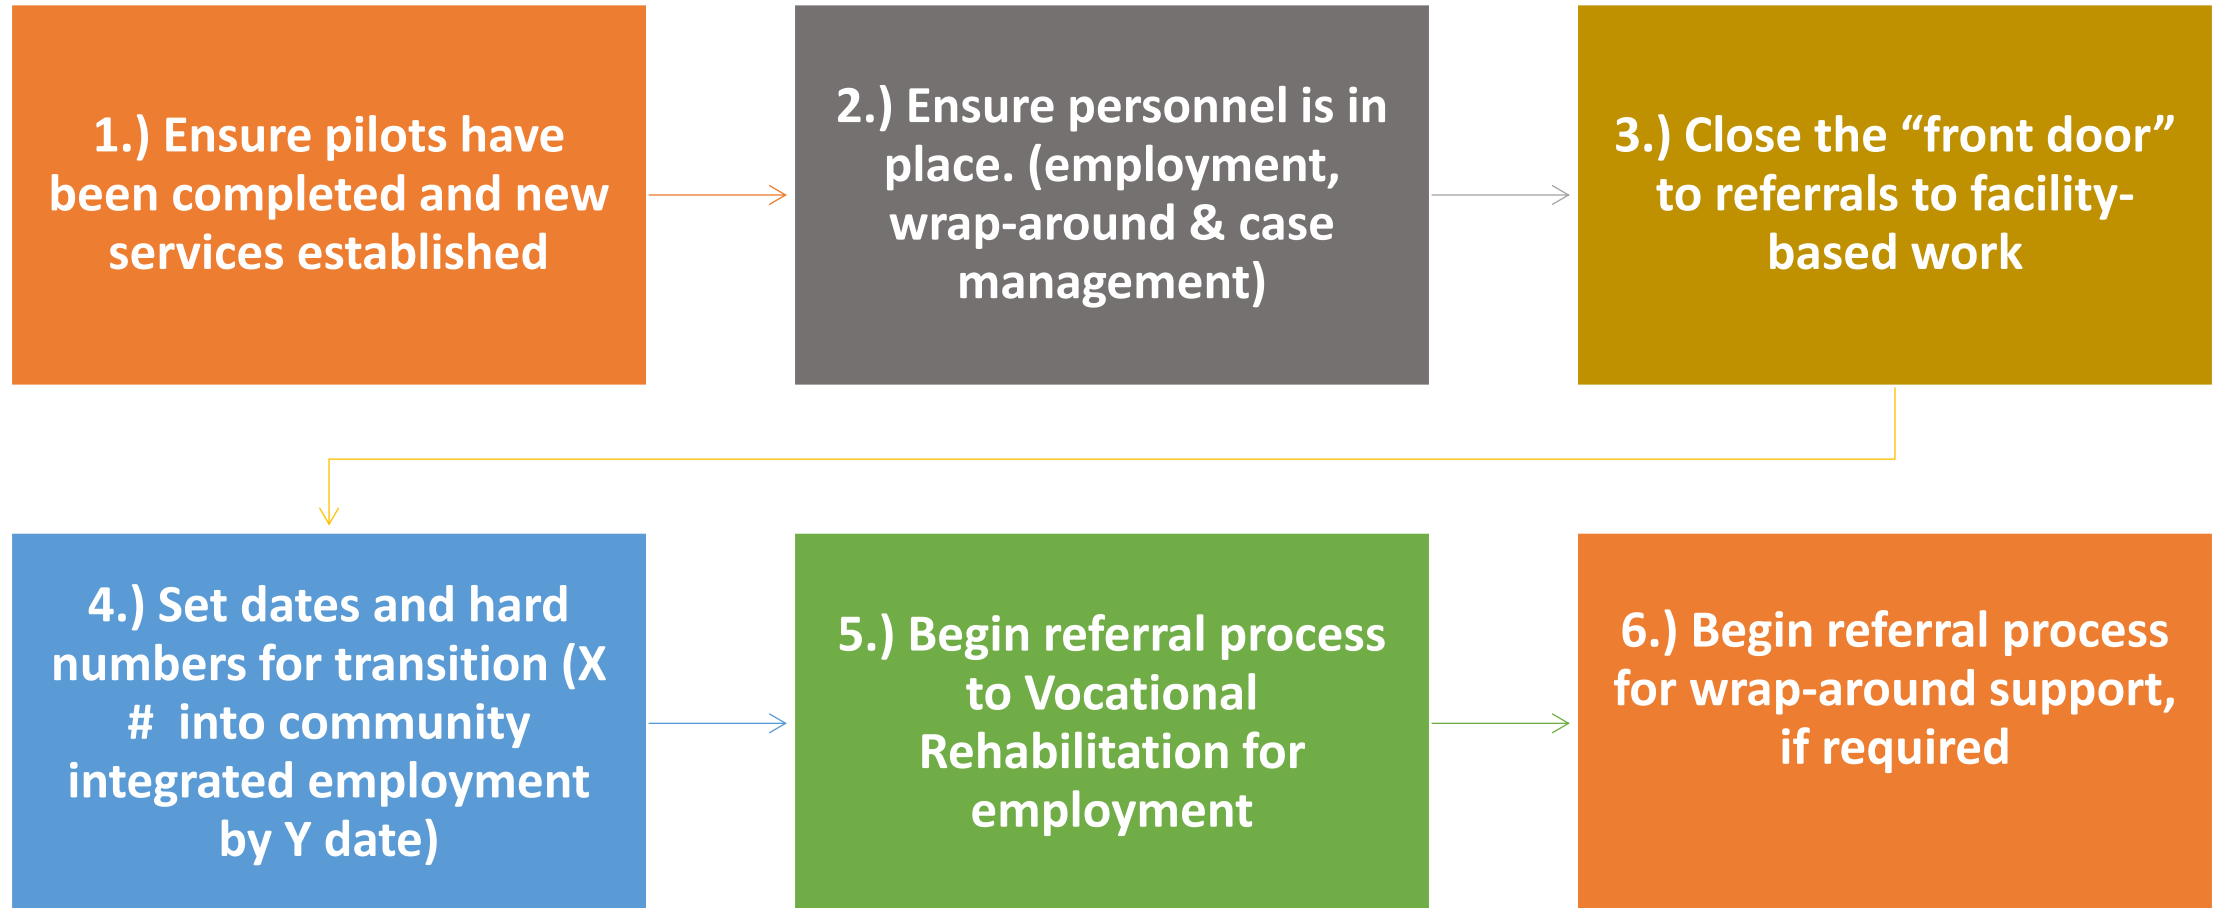 1.) Ensure pilots have
been completed and new
services established
2.) Ensure personnel is in
place. (employment,
wrap-around & case
management)
3.) Close the “front door”
to referrals to facility-
based work
4.) Set dates and hard
numbers for transition (X
#  into community
integrated employment
by Y date)
5.) Begin referral process
to Vocational
Rehabilitation for
employment
6.) Begin referral process
for wrap-around support,
if required